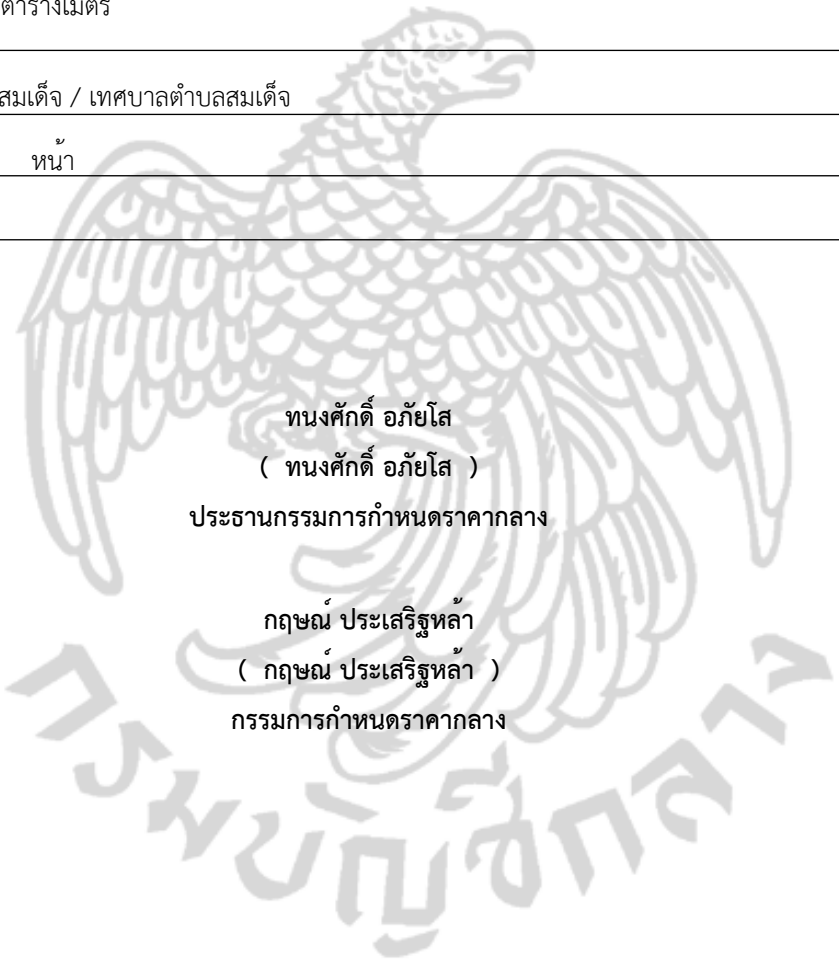 ตารางเมตร
สมเด็จ / เทศบาลตำบลสมเด็จ
หน้า
ทนงศักดิ์ อภัยโส
( ทนงศักดิ์ อภัยโส )
ประธานกรรมการกำหนดราคากลาง
กฤษณ์ ประเสริฐหล้า
( กฤษณ์ ประเสริฐหล้า )
กรรมการกำหนดราคากลาง
กรมบัญชีกลาง